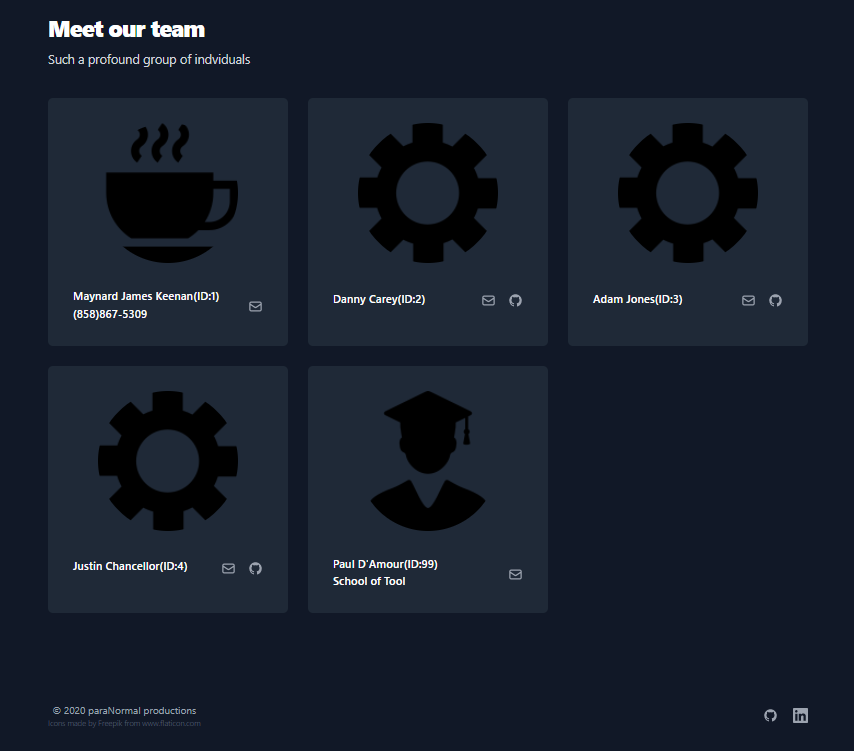 Meet our team
Such a profound group of indviduals
Maynard James Keenan(ID:1)
(858)867-5309
Danny Carey(ID:2)
Adam Jones(ID:3)
Justin Chancellor(ID:4)
Paul D'Amour(ID:99)
School of Tool
© 2020 paraNormal productions
Icons made by Freepik from www.flaticon.com
in